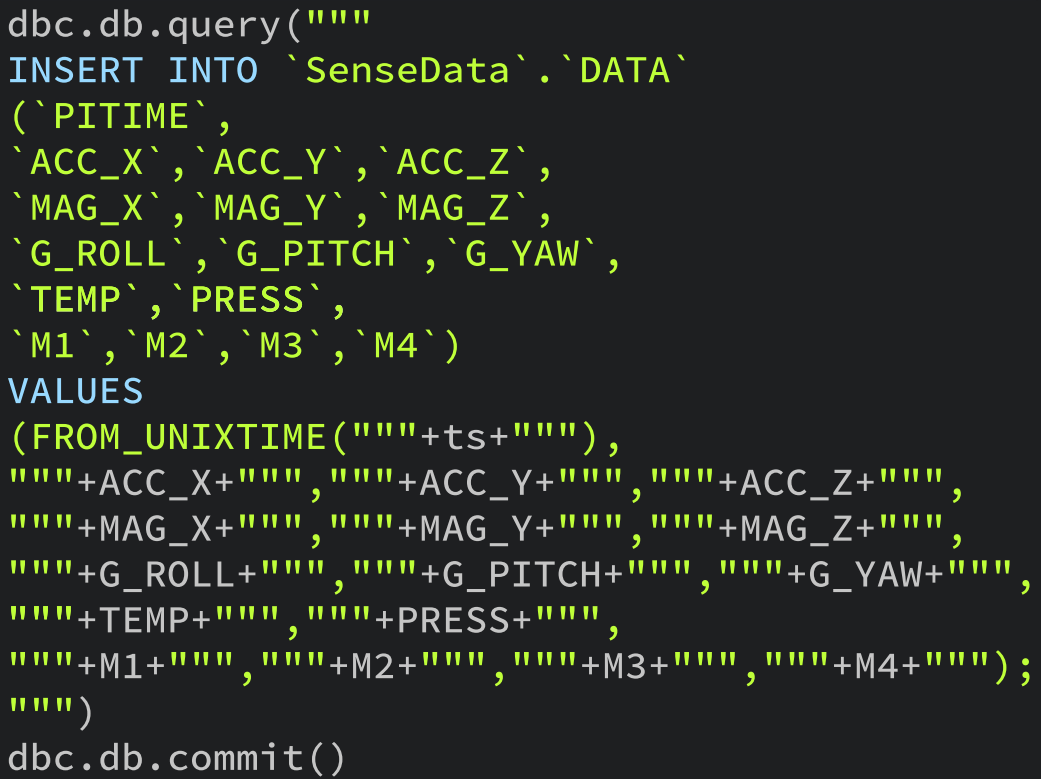 dbc.db.query("""
INSERT INTO `SenseData`.`DATA`
(`PITIME`,
`ACC_X`,`ACC_Y`,`ACC_Z`,
`MAG_X`,`MAG_Y`,`MAG_Z`,
`G_ROLL`,`G_PITCH`,`G_YAW`,
`TEMP`,`PRESS`,
`M1`,`M2`,`M3`,`M4`)
VALUES
(FROM_UNIXTIME("""+ts+"""),
"""+ACC_X+""","""+ACC_Y+""","""+ACC_Z+""",
"""+MAG_X+""","""+MAG_Y+""","""+MAG_Z+""",
"""+G_ROLL+""","""+G_PITCH+""","""+G_YAW+""",
"""+TEMP+""","""+PRESS+""",
"""+M1+""","""+M2+""","""+M3+""","""+M4+""");
""")
dbc.db.commit()